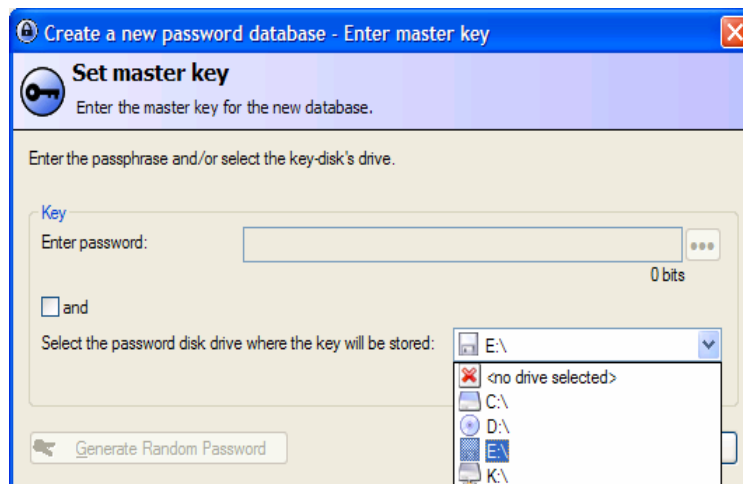 Create a new password database - Enter master key
Set master key
Enter the master key for the new database.
Enter the passphrase and/or select the key-disk's drive.
Key
Enter password:
0 bits
and
Select the password disk drive where the key will be stored: E:\
<no drive selected>
C:\
D:\
E:\
K:\
Generate Random Password